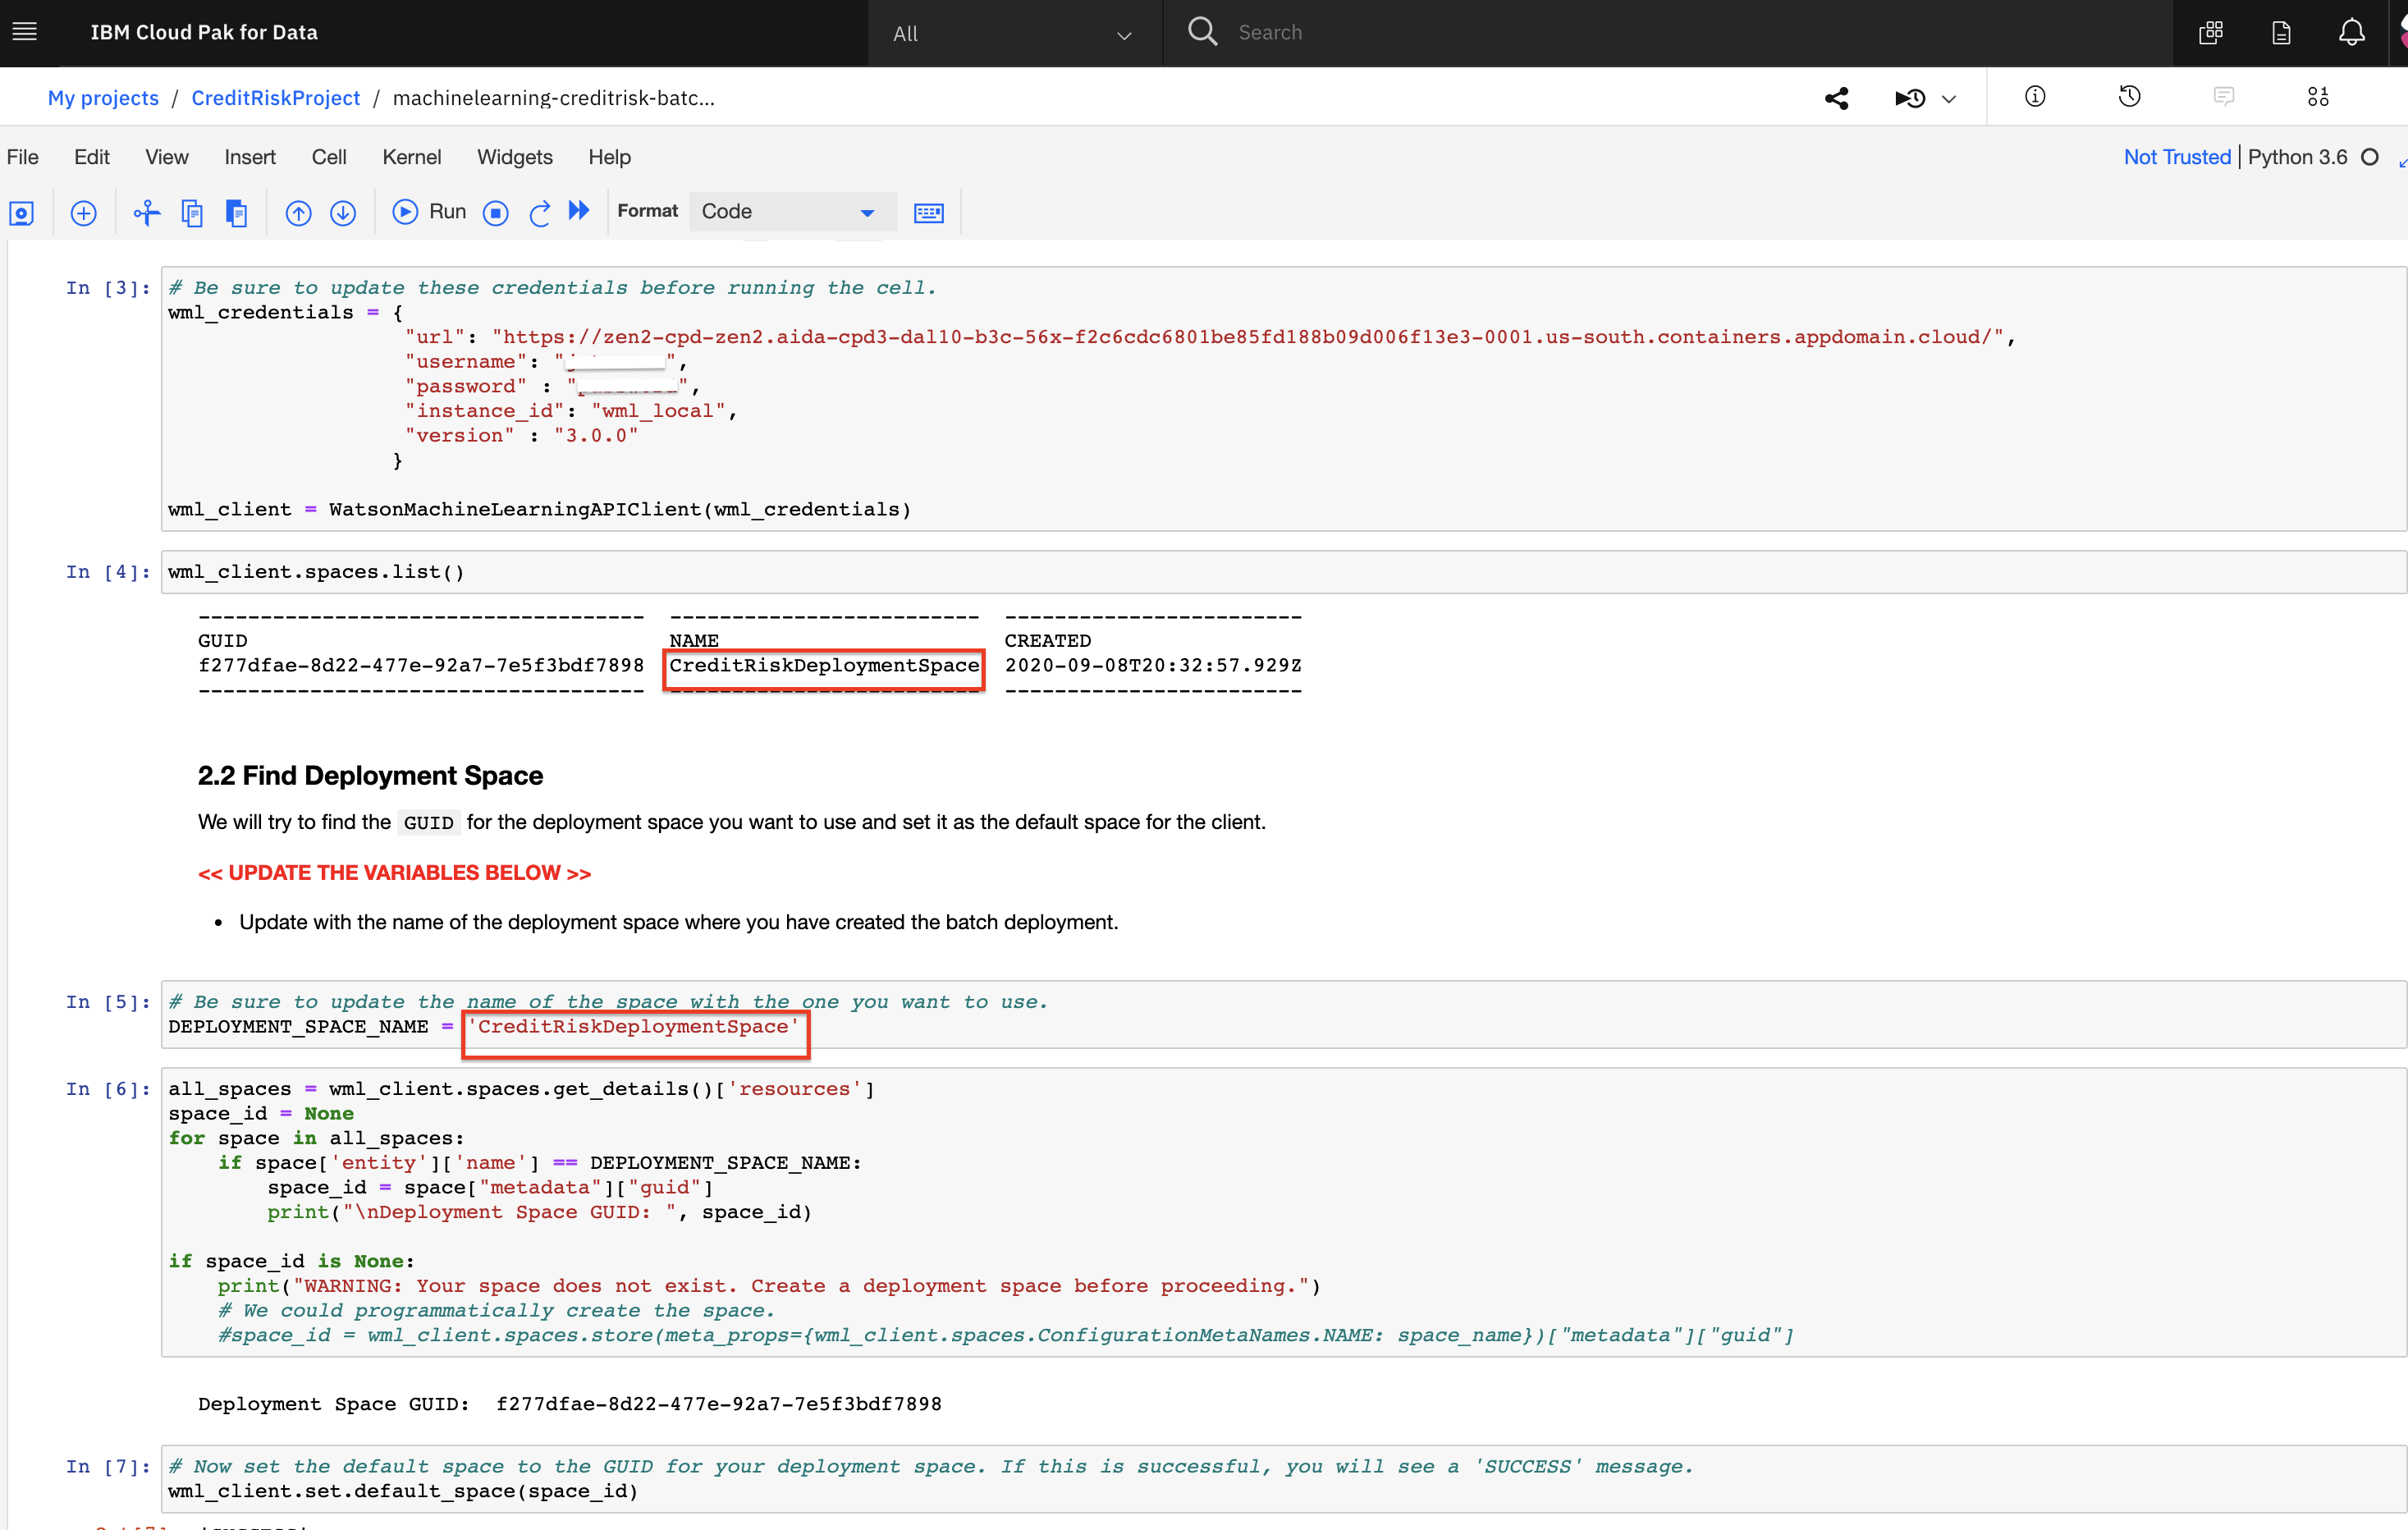 IBM Cloud Pak for Data
All
Search
My projects / CreditRiskProject / machinelearning-creditrisk-batc...
File Edit View Insert Cell Kernel Widgets Help
Not Trusted | Python 3.6
Run
Format
Code
In [3]: # Be sure to update these credentials before running the cell.
wml_credentials = {
"url": "https://zen2-cpd-zen2.aida-cpd3-dal10-b3c-56x-f2c6cdc6801be85fd188b09d006f13e3-0001.us-south.containers.appdomain.cloud/",
"username": "",
"password" : "",
"instance_id": "wml_local",
"version" : "3.0.0"
}
wml_client = WatsonMachineLearningAPIClient(wml_credentials)
In [4]: wml_client.spaces.list()
------------------------------------ ------------------------- ------------------------
GUID NAME CREATED
f277dfae-8d22-477e-92a7-7e5f3bdf7898 CreditRiskDeploymentSpace 2020-09-08T20:32:57.929Z
------------------------------------ ------------------------- ------------------------
2.2 Find Deployment Space
We will try to find the GUID for the deployment space you want to use and set it as the default space for the client.
<< UPDATE THE VARIABLES BELOW >>
• Update with the name of the deployment space where you have created the batch deployment.
In [5]: # Be sure to update the name of the space with the one you want to use.
DEPLOYMENT_SPACE_NAME = 'CreditRiskDeploymentSpace'
In [6]: all_spaces = wml_client.spaces.get_details()['resources']
space_id = None
for space in all_spaces:
if space['entity']['name'] == DEPLOYMENT_SPACE_NAME:
space_id = space["metadata"]["guid"]
print("\nDeployment Space GUID: ", space_id)
if space_id is None:
print("WARNING: Your space does not exist. Create a deployment space before proceeding.")
# We could programmatically create the space.
#space_id = wml_client.spaces.store(meta_props={wml_client.spaces.ConfigurationMetaNames.NAME: space_name})["metadata"]["guid"]
Deployment Space GUID:  f277dfae-8d22-477e-92a7-7e5f3bdf7898
In [7]: # Now set the default space to the GUID for your deployment space. If this is successful, you will see a 'SUCCESS' message.
wml_client.set.default_space(space_id)